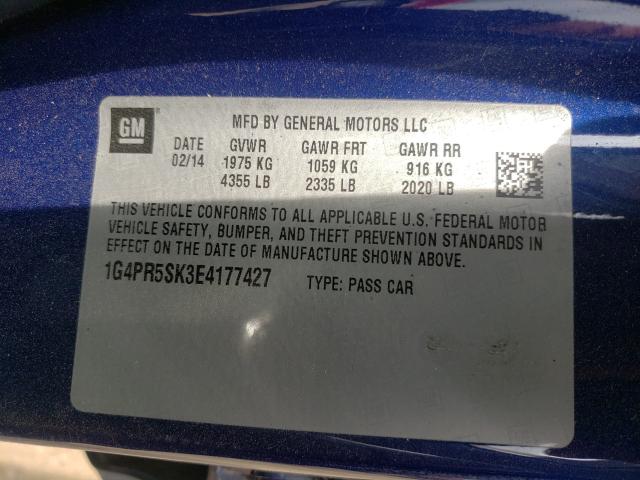 GM
MFD BY GENERAL MOTORS LLC
DATE GVWR GAWR FRT GAWR RR
02/14 1975 KG 1059 KG 916 KG
4355 LB 2335 LB 2020 LB
THIS VEHICLE CONFORMS TO ALL APPLICABLE U.S. FEDERAL MOTOR
VEHICLE SAFETY, BUMPER, AND THEFT PREVENTION STANDARDS IN
EFFECT ON THE DATE OF MANUFACTURE SHOWN ABOVE.
1G4PR5SK3E4177427 TYPE: PASS CAR